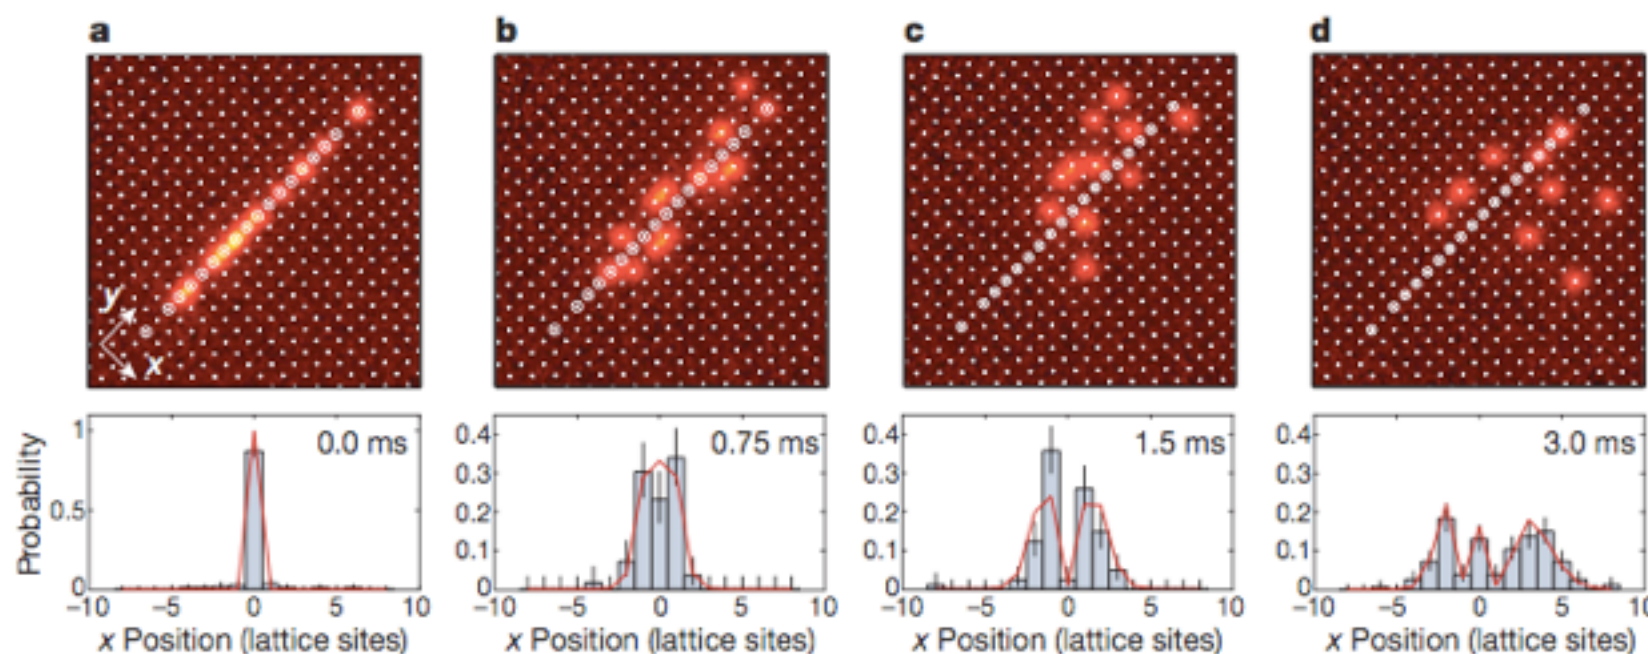 a b c d
y
x
Probability
1
0.5
0
0.0 ms
−10 −5 0 5 10
x Position (lattice sites)
0.4
0.3
0.2
0.1
0
0.75 ms
−10 −5 0 5 10
x Position (lattice sites)
0.4
0.3
0.2
0.1
0
1.5 ms
−10 −5 0 5 10
x Position (lattice sites)
0.4
0.3
0.2
0.1
0
3.0 ms
−10 −5 0 5 10
x Position (lattice sites)